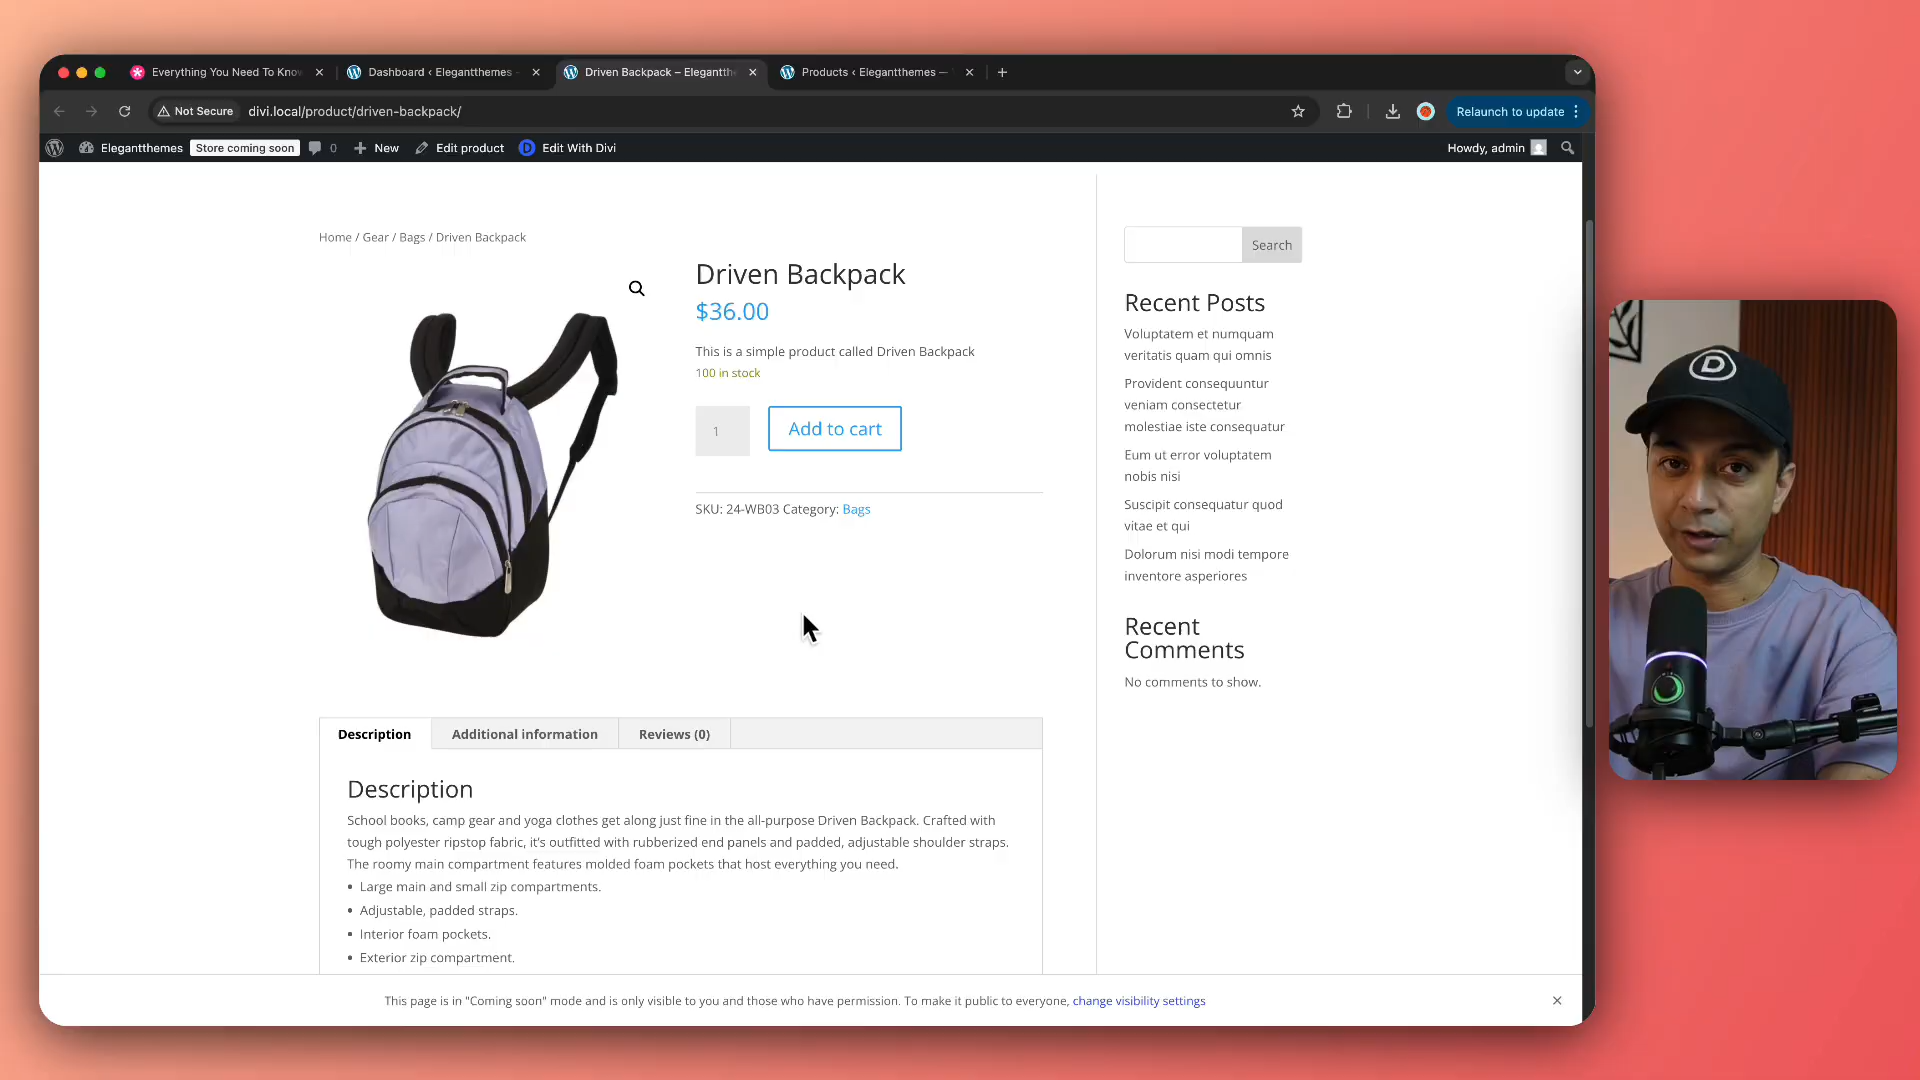 Everything You Need To Know
Dashboard ‹ Elegantthemes -
Driven Backpack – Elegantth
Products ‹ Elegantthemes —
Not Secure
divi.local/product/driven-backpack/
Relaunch to update
Elegantthemes
Store coming soon
0
New
Edit product
D
Edit With Divi
Howdy, admin
Home / Gear / Bags / Driven Backpack
Driven Backpack
$36.00
This is a simple product called Driven Backpack
100 in stock
1
Add to cart
SKU: 24-WB03 Category: Bags
Search
Recent Posts
Voluptatem et numquam
veritatis quam qui omnis
Provident consequuntur
veniam consectetur
molestiae iste consequatur
Eum ut error voluptatem
nobis nisi
Suscipit consequatur quod
vitae et qui
Dolorum nisi modi tempore
inventore asperiores
Recent
Comments
No comments to show.
D
Description
Additional information
Reviews (0)
Description
School books, camp gear and yoga clothes get along just fine in the all-purpose Driven Backpack. Crafted with
tough polyester ripstop fabric, it's outfitted with rubberized end panels and padded, adjustable shoulder straps.
The roomy main compartment features molded foam pockets that host everything you need.
• Large main and small zip compartments.
• Adjustable, padded straps.
• Interior foam pockets.
• Exterior zip compartment.
This page is in "Coming soon" mode and is only visible to you and those who have permission. To make it public to everyone, change visibility settings